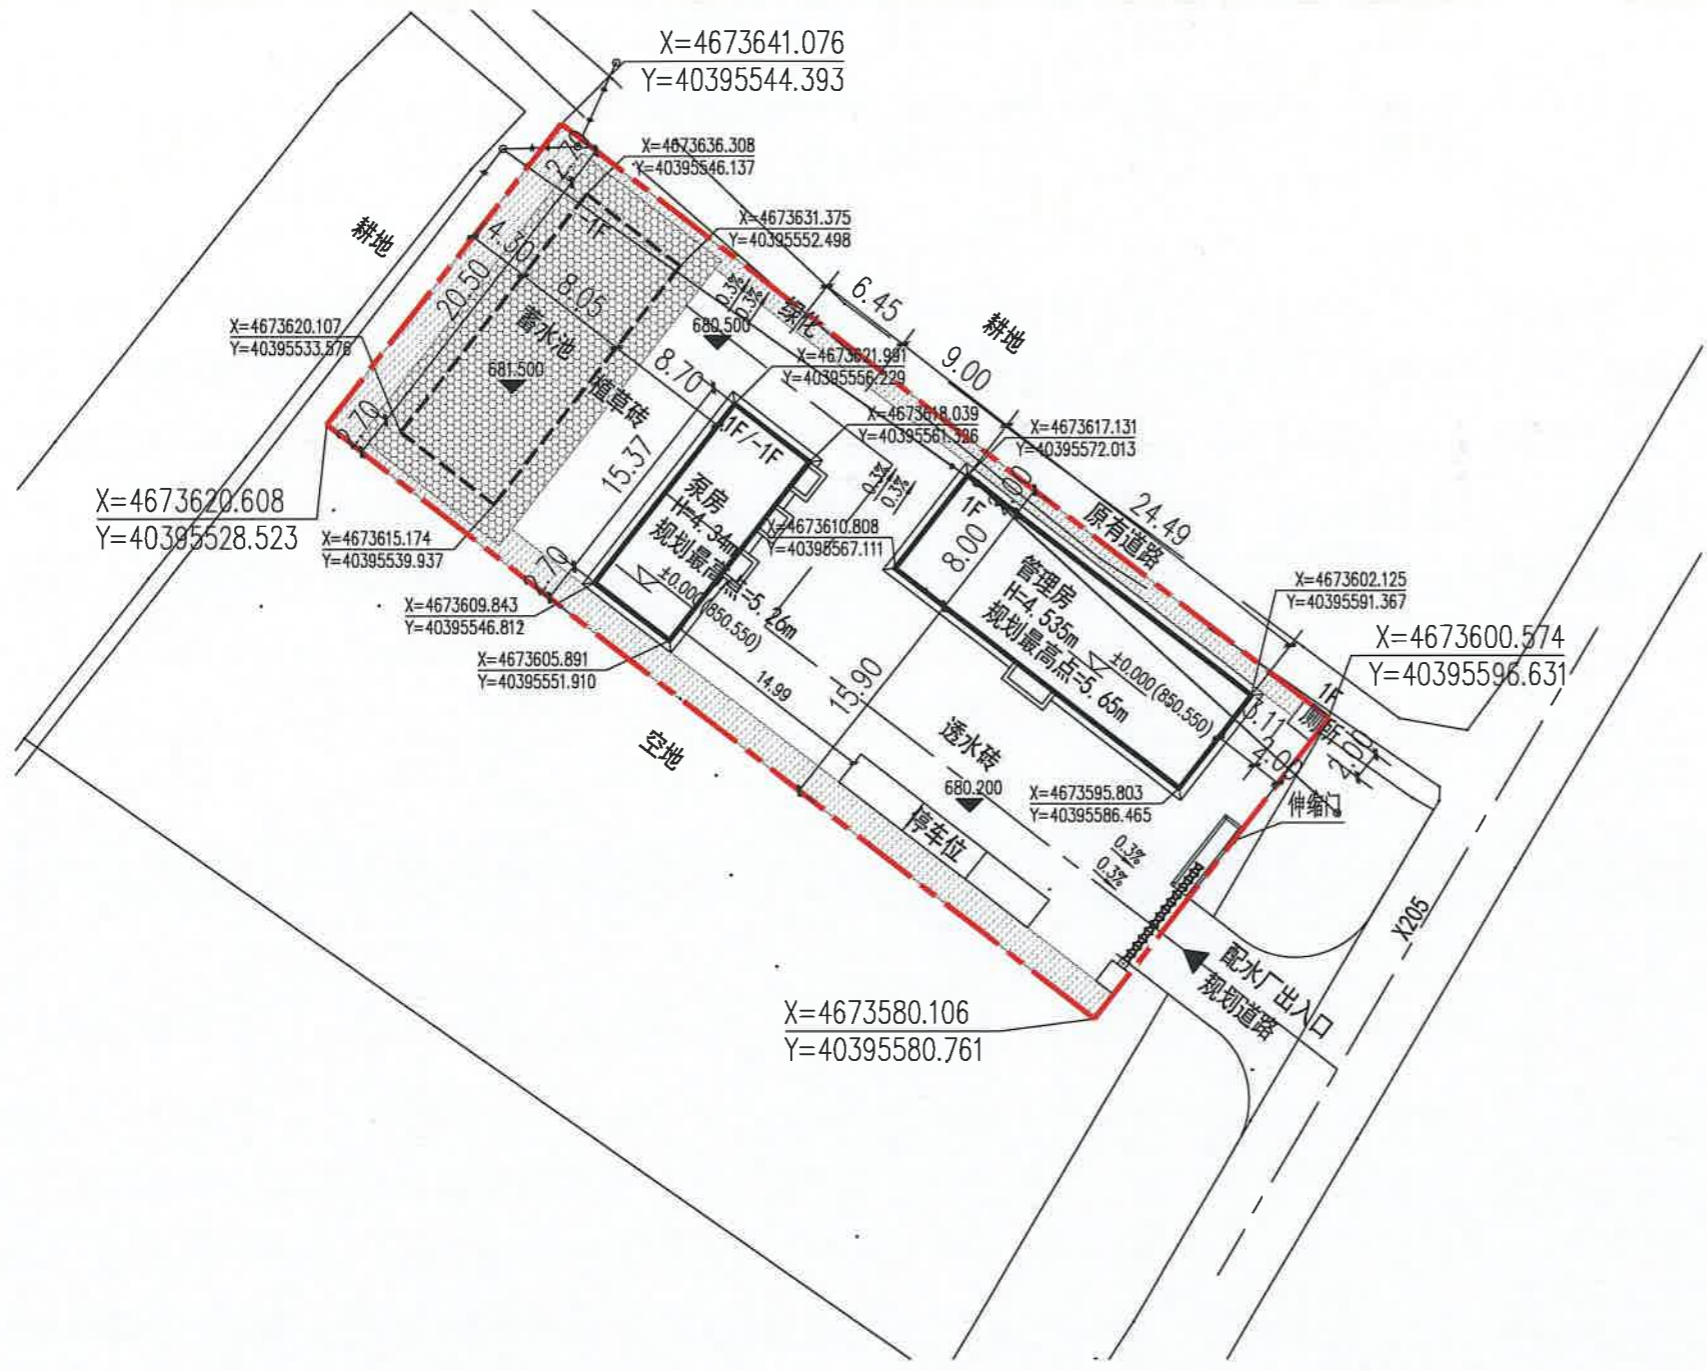 X=4673641.076
Y=40395544.393
X=4673636.308
Y=40395546.137
2.70
-1F
X=4673631.375
Y=40395552.498
耕地
4.30
20.50
8.05
蓄水池
681.500
0.3%
0.3%
绿化
680.500
6.45
耕地
9.00
X=4673620.107
Y=40395533.576
8.70
植草砖
X=4673621.991
Y=40395556.229
X=4673618.039
Y=40395561.326
X=4673617.131
Y=40395572.013
2.70
15.37
1F/-1F
泵房
H=4.34m
规划最高点=5.26m
±0.000(850.550)
0.3%
0.3%
1F
8.00
24.49
原有道路
X=4673620.608
Y=40395528.523
X=4673615.174
Y=40395539.937
X=4673610.808
Y=40395567.111
管理房
H=4.535m
规划最高点=5.65m
±0.000(850.550)
2.70
X=4673609.843
Y=40395546.812
X=4673602.125
Y=40395591.367
X=4673605.891
Y=40395551.910
X=4673600.574
Y=40395596.631
14.99
15.90
1F
厕所
3.11
4.00
2.00
空地
透水砖
680.200
X=4673595.803
Y=40395586.465
伸缩门
停车位
0.3%
0.3%
X205
配水厂出入口
规划道路
X=4673580.106
Y=40395580.761